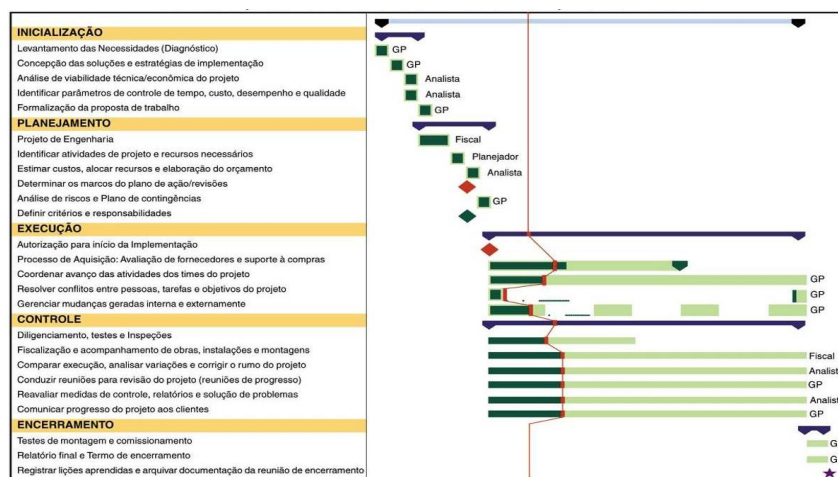 INICIALIZAÇÃO
Levantamento das Necessidades (Diagnóstico) GP
Concepção das soluções e estratégias de implementação GP
Análise de viabilidade técnica/econômica do projeto Analista
Identificar parâmetros de controle de tempo, custo, desempenho e qualidade Analista
Formalização da proposta de trabalho GP
PLANEJAMENTO
Projeto de Engenharia Fiscal
Identificar atividades de projeto e recursos necessários Planejador
Estimar custos, alocar recursos e elaboração do orçamento Analista
Determinar os marcos do plano de ação/revisões
Análise de riscos e Plano de contingências GP
Definir critérios e responsabilidades
EXECUÇÃO
Autorização para início da Implementação
Processo de Aquisição: Avaliação de fornecedores e suporte à compras
Coordenar avanço das atividades dos times do projeto GP
Resolver conflitos entre pessoas, tarefas e objetivos do projeto GP
Gerenciar mudanças geradas interna e externamente GP
CONTROLE
Diligenciamento, testes e Inspeções
Fiscalização e acompanhamento de obras, instalações e montagens Fiscal
Comparar execução, analisar variações e corrigir o rumo do projeto Analist
Conduzir reuniões para revisão do projeto (reuniões de progresso) GP
Reavaliar medidas de controle, relatórios e solução de problemas Analist
Comunicar progresso do projeto aos clientes GP
ENCERRAMENTO
Testes de montagem e comissionamento G
Relatório final e Termo de encerramento G
Registrar lições aprendidas e arquivar documentação da reunião de encerramento